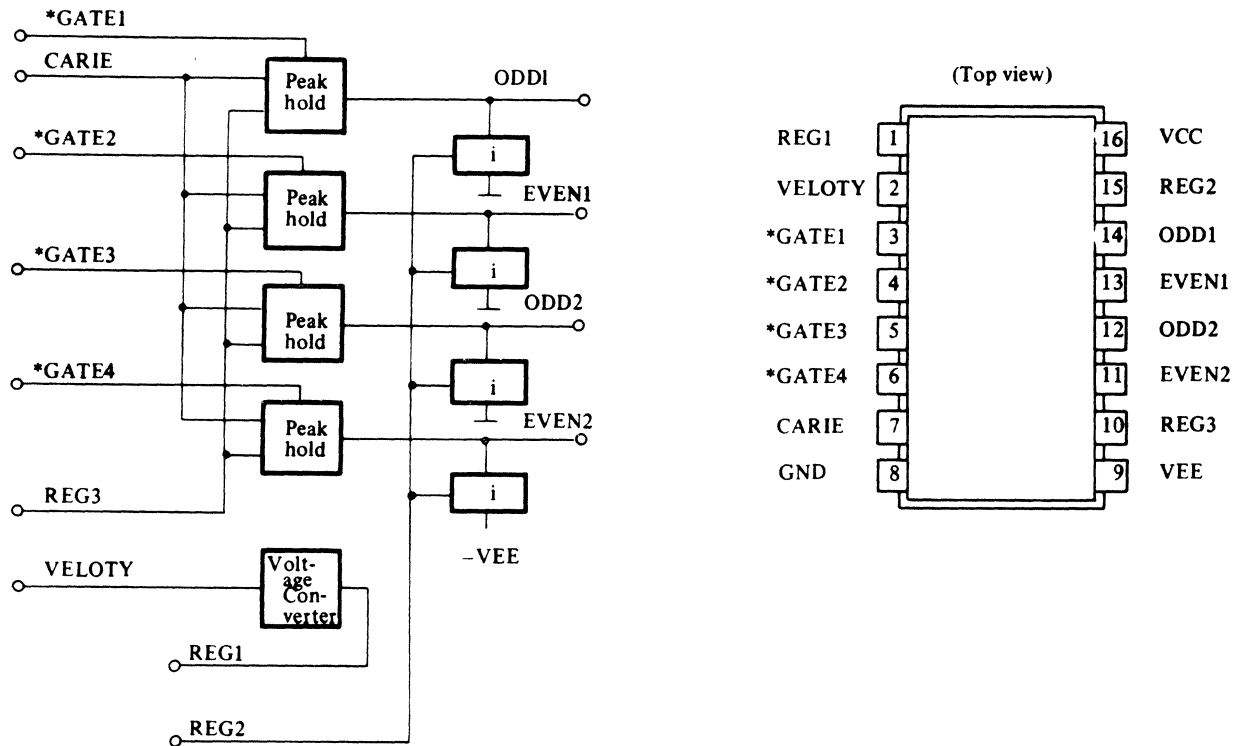 *GATE1
CARIE
Peak
hold
ODD1
i
*GATE2
Peak
hold
EVEN1
i
*GATE3
Peak
hold
ODD2
i
*GATE4
Peak
hold
EVEN2
i
REG3
-VEE
VELOTY
Volt-
age
Con-
verter
REG1
REG2
(Top view)
REG1 1 16 VCC
VELOTY 2 15 REG2
*GATE1 3 14 ODD1
*GATE2 4 13 EVEN1
*GATE3 5 12 ODD2
*GATE4 6 11 EVEN2
CARIE 7 10 REG3
GND 8 9 VEE